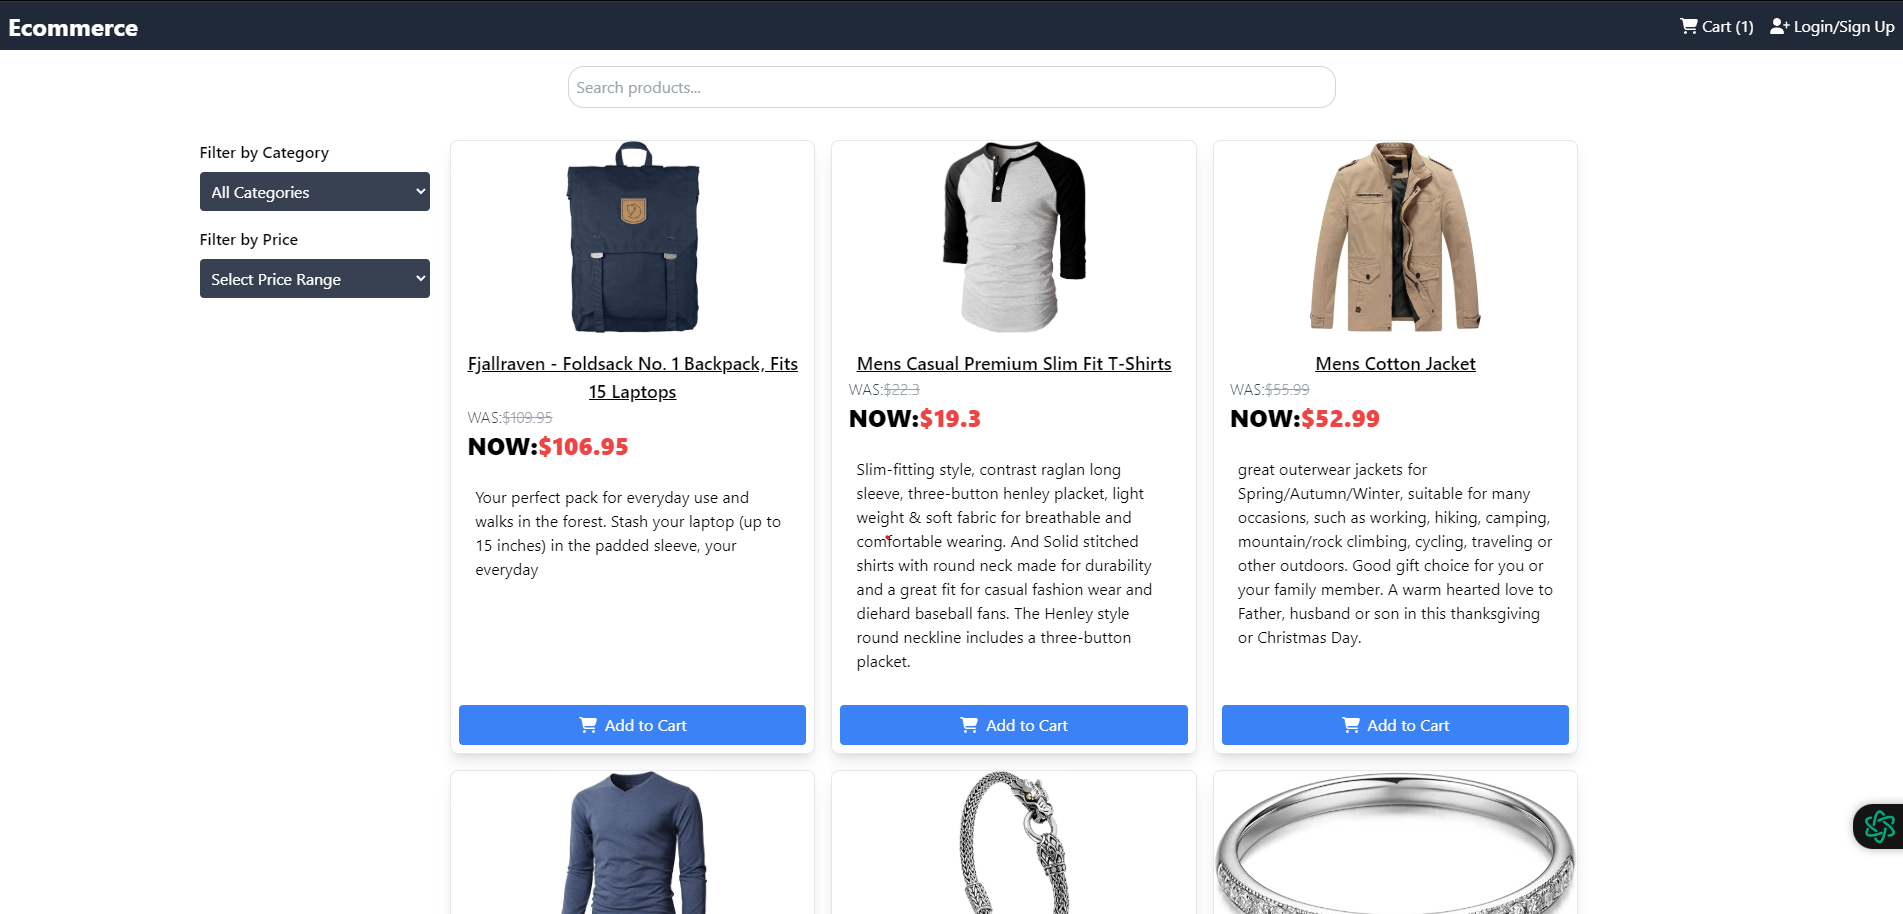 Ecommerce
Cart (1)
Login/Sign Up
Search products...
Filter by Category
All Categories
Filter by Price
Select Price Range
Fjallraven - Foldsack No. 1 Backpack, Fits
15 Laptops
WAS:$109.95
NOW:$106.95
Your perfect pack for everyday use and
walks in the forest. Stash your laptop (up to
15 inches) in the padded sleeve, your
everyday
Add to Cart
Mens Casual Premium Slim Fit T-Shirts
WAS:$22.3
NOW:$19.3
Slim-fitting style, contrast raglan long
sleeve, three-button henley placket, light
weight & soft fabric for breathable and
comfortable wearing. And Solid stitched
shirts with round neck made for durability
and a great fit for casual fashion wear and
diehard baseball fans. The Henley style
round neckline includes a three-button
placket.
Add to Cart
Mens Cotton Jacket
WAS:$55.99
NOW:$52.99
great outerwear jackets for
Spring/Autumn/Winter, suitable for many
occasions, such as working, hiking, camping,
mountain/rock climbing, cycling, traveling or
other outdoors. Good gift choice for you or
your family member. A warm hearted love to
Father, husband or son in this thanksgiving
or Christmas Day.
Add to Cart